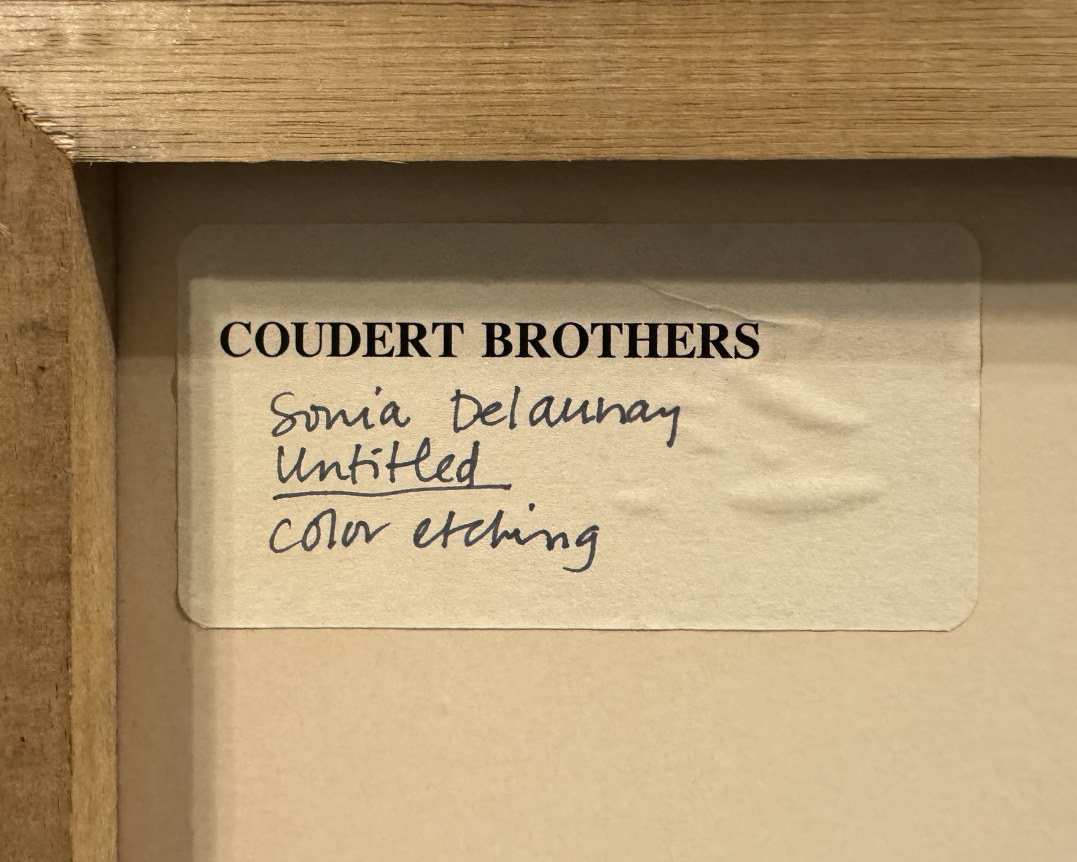 COUDERT BROTHERS
Sonia Delaunay
Untitled
color etching